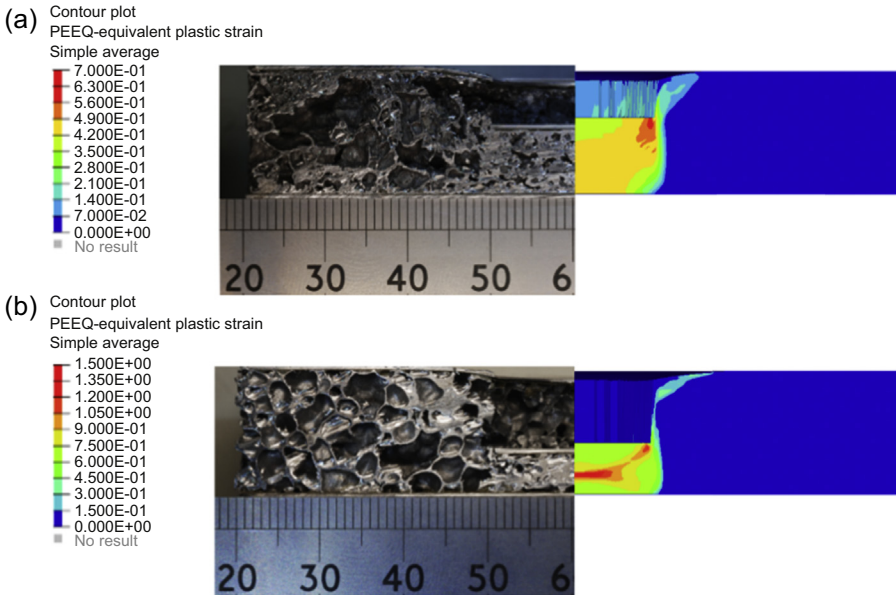 (a)
Contour plot
PEEQ-equivalent plastic strain
Simple average
7.000E-01
6.300E-01
5.600E-01
4.900E-01
4.200E-01
3.500E-01
2.800E-01
2.100E-01
1.400E-01
7.000E-02
0.000E+00
No result
20 30 40 50 6
(b)
Contour plot
PEEQ-equivalent plastic strain
Simple average
1.500E+00
1.350E+00
1.200E+00
1.050E+00
9.000E-01
7.500E-01
6.000E-01
4.500E-01
3.000E-01
1.500E-01
0.000E+00
No result
20 30 40 50 6